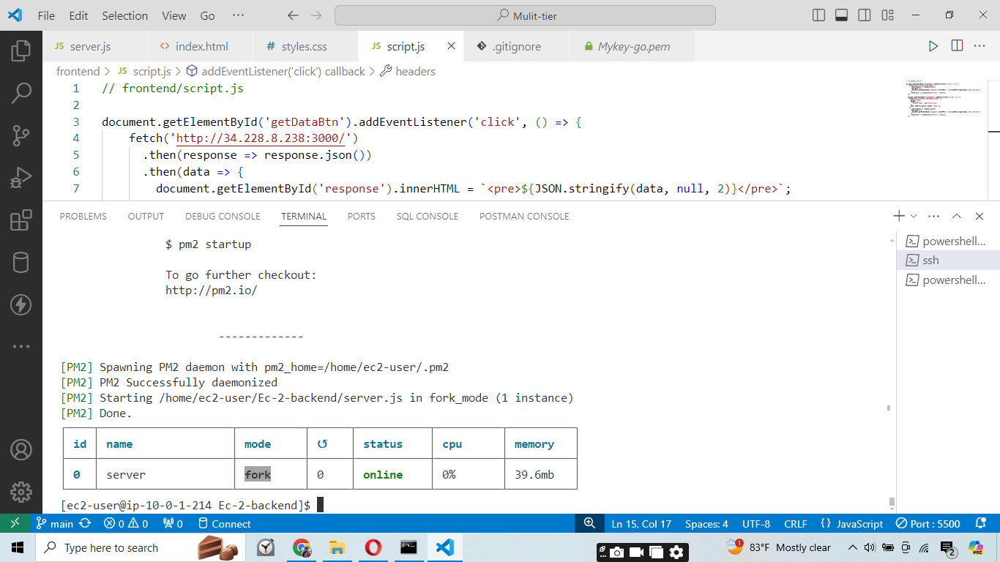 File Edit Selection View Go ··· Mulit-tier
JS server.js <> index.html # styles.css JS script.js .gitignore Mykey-go.pem
frontend > JS script.js > addEventListener('click') callback > headers
1 // frontend/script.js
2
3 document.getElementById('getDataBtn').addEventListener('click', () => {
4 fetch('http://34.228.8.238:3000/')
5 .then(response => response.json())
6 .then(data => {
7 document.getElementById('response').innerHTML = `<pre>${JSON.stringify(data, null, 2)}</pre>`;
PROBLEMS OUTPUT DEBUG CONSOLE TERMINAL PORTS SQL CONSOLE POSTMAN CONSOLE
$ pm2 startup
To go further checkout:
http://pm2.io/
-------------
[PM2] Spawning PM2 daemon with pm2_home=/home/ec2-user/.pm2
[PM2] PM2 Successfully daemonized
[PM2] Starting /home/ec2-user/Ec-2-backend/server.js in fork_mode (1 instance)
[PM2] Done.
id name mode ↺ status cpu memory
0 server fork 0 online 0% 39.6mb
[ec2-user@ip-10-0-1-214 Ec-2-backend]$
powershell...
ssh
powershell...
main 0 0 0 Connect Ln 15, Col 17 Spaces: 4 UTF-8 CRLF {} JavaScript Port : 5500
Type here to search 1 83°F Mostly clear 2 PRE